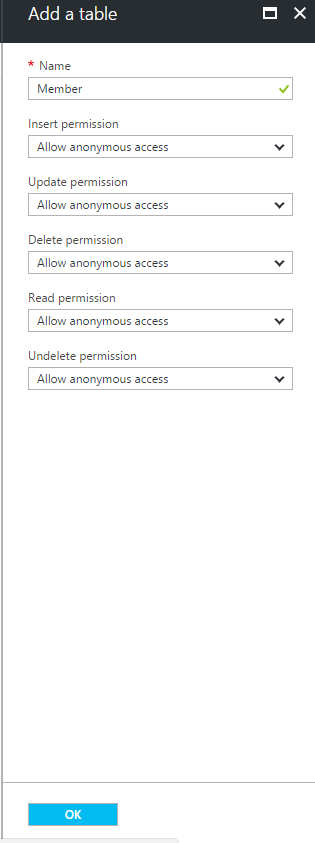 Add a table
* Name
Member
Insert permission
Allow anonymous access
Update permission
Allow anonymous access
Delete permission
Allow anonymous access
Read permission
Allow anonymous access
Undelete permission
Allow anonymous access
OK